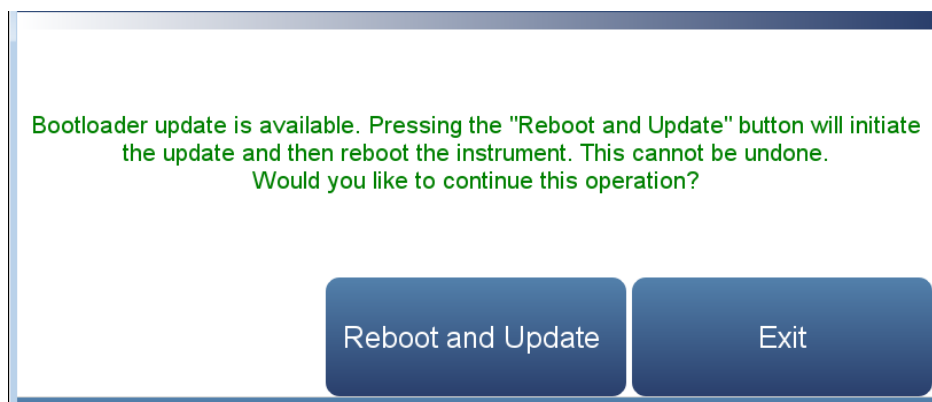 Bootloader update is available. Pressing the "Reboot and Update" button will initiate
the update and then reboot the instrument. This cannot be undone.
Would you like to continue this operation?
Reboot and Update
Exit